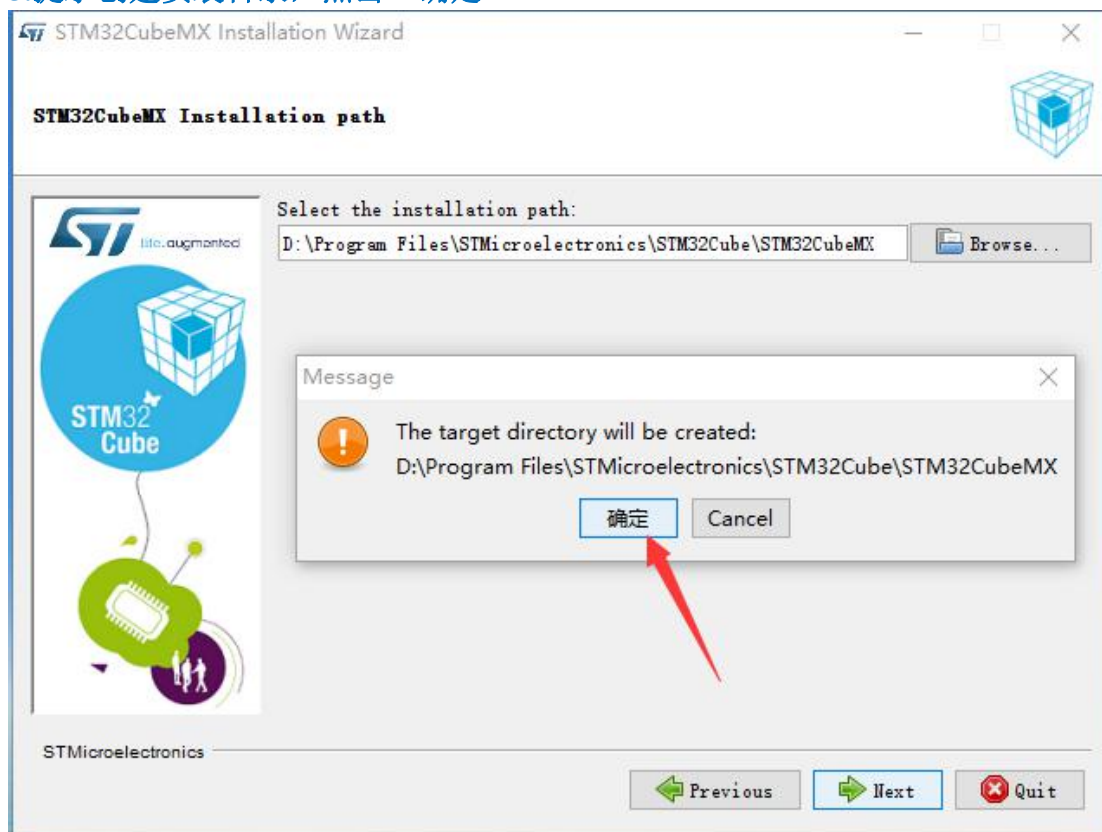 STM32CubeMX Installation Wizard
STM32CubeMX Installation path
life.augmented
Select the installation path:
D:\Program Files\STMicroelectronics\STM32Cube\STM32CubeMX
Browse...
Message
The target directory will be created:
D:\Program Files\STMicroelectronics\STM32Cube\STM32CubeMX
确定
Cancel
STM32
Cube
STMicroelectronics
Previous
Next
Quit